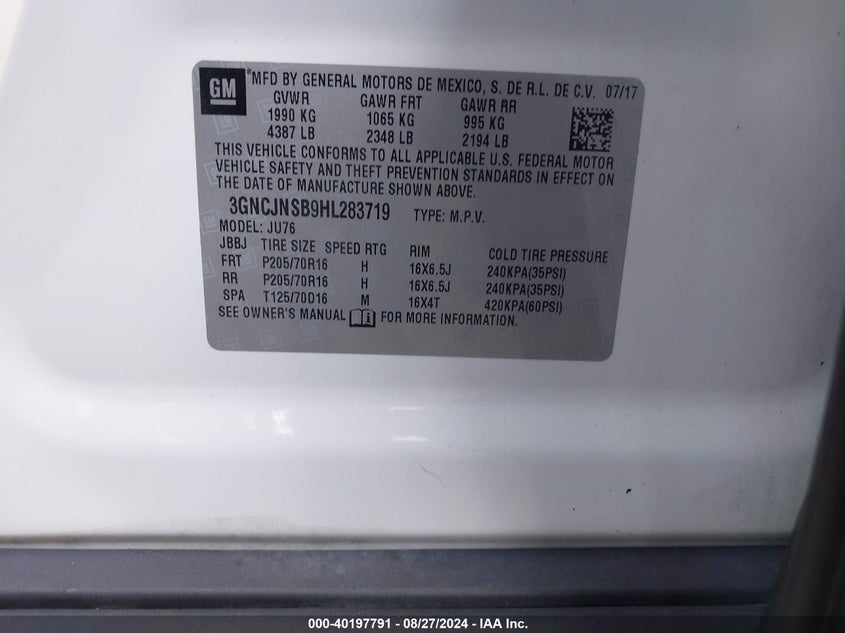 GM
*MFD BY GENERAL MOTORS DE MEXICO, S. DE R.L. DE C.V. 07/17
GVWR GAWR FRT GAWR RR
1990 KG 1065 KG 995 KG
4387 LB 2348 LB 2194 LB
THIS VEHICLE CONFORMS TO ALL APPLICABLE U.S. FEDERAL MOTOR
VEHICLE SAFETY AND THEFT PREVENTION STANDARDS IN EFFECT ON
THE DATE OF MANUFACTURE SHOWN ABOVE.
3GNCJNSB9HL283719 TYPE: M.P.V.
MODEL: JU76
JBBJ TIRE SIZE SPEED RTG RIM COLD TIRE PRESSURE
FRT P205/70R16 H 16X6.5J 240KPA(35PSI)
RR P205/70R16 H 16X6.5J 240KPA(35PSI)
SPA T125/70D16 M 16X4T 420KPA(60PSI)
SEE OWNER'S MANUAL i FOR MORE INFORMATION.
000-40197791 - 08/27/2024 - IAA Inc.